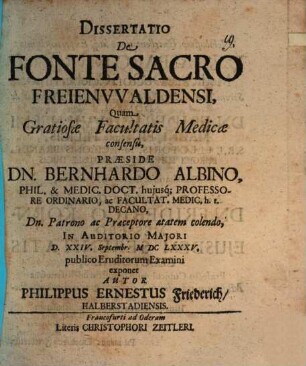 DISSERTATIO
De
FONTE SACRO
FREIENVVALDENSI,
Quam
Gratiosæ Facultatis Medicæ
consensu,
PRÆSIDE
DN. BERNHARDO ALBINO,
PHIL. & MEDIC. DOCT. hujusq; PROFESSO-
RE ORDINARIO, ac FACULTAT. MEDIC, h. t.
DECANO,
Dn. Patrono ac Præceptore ætatem colendo,
IN AUDITORIO MAJORI
D. XXIV. Septembr. M DC LXXXV.
publico Eruditorum Examini
exponet
AUTOR
PHILIPPUS ERNESTUS Friederich/
HALBERSTADIENSIS.
Francofurti ad Oderam
Literis CHRISTOPHORI ZEITLERI.